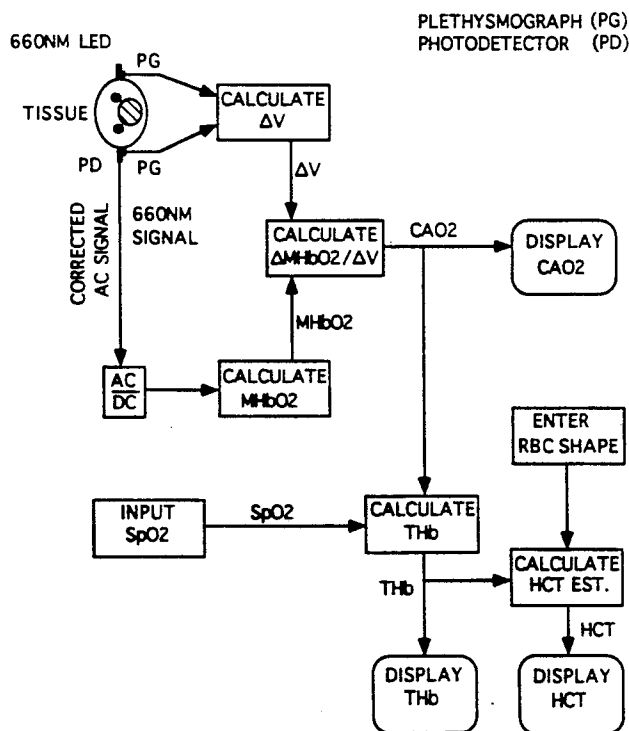 PLETHYSMOGRAPH (PG)
PHOTODETECTOR (PD)
660NM LED
PG
TISSUE
CALCULATE
ΔV
PD
PG
ΔV
CORRECTED
AC SIGNAL
660NM
SIGNAL
CALCULATE
ΔMHbO2/ΔV
CAO2
DISPLAY
CAO2
MHbO2
AC
DC
CALCULATE
MHbO2
ENTER
RBC SHAPE
INPUT
SpO2
SpO2
CALCULATE
THb
THb
CALCULATE
HCT EST.
HCT
DISPLAY
THb
DISPLAY
HCT